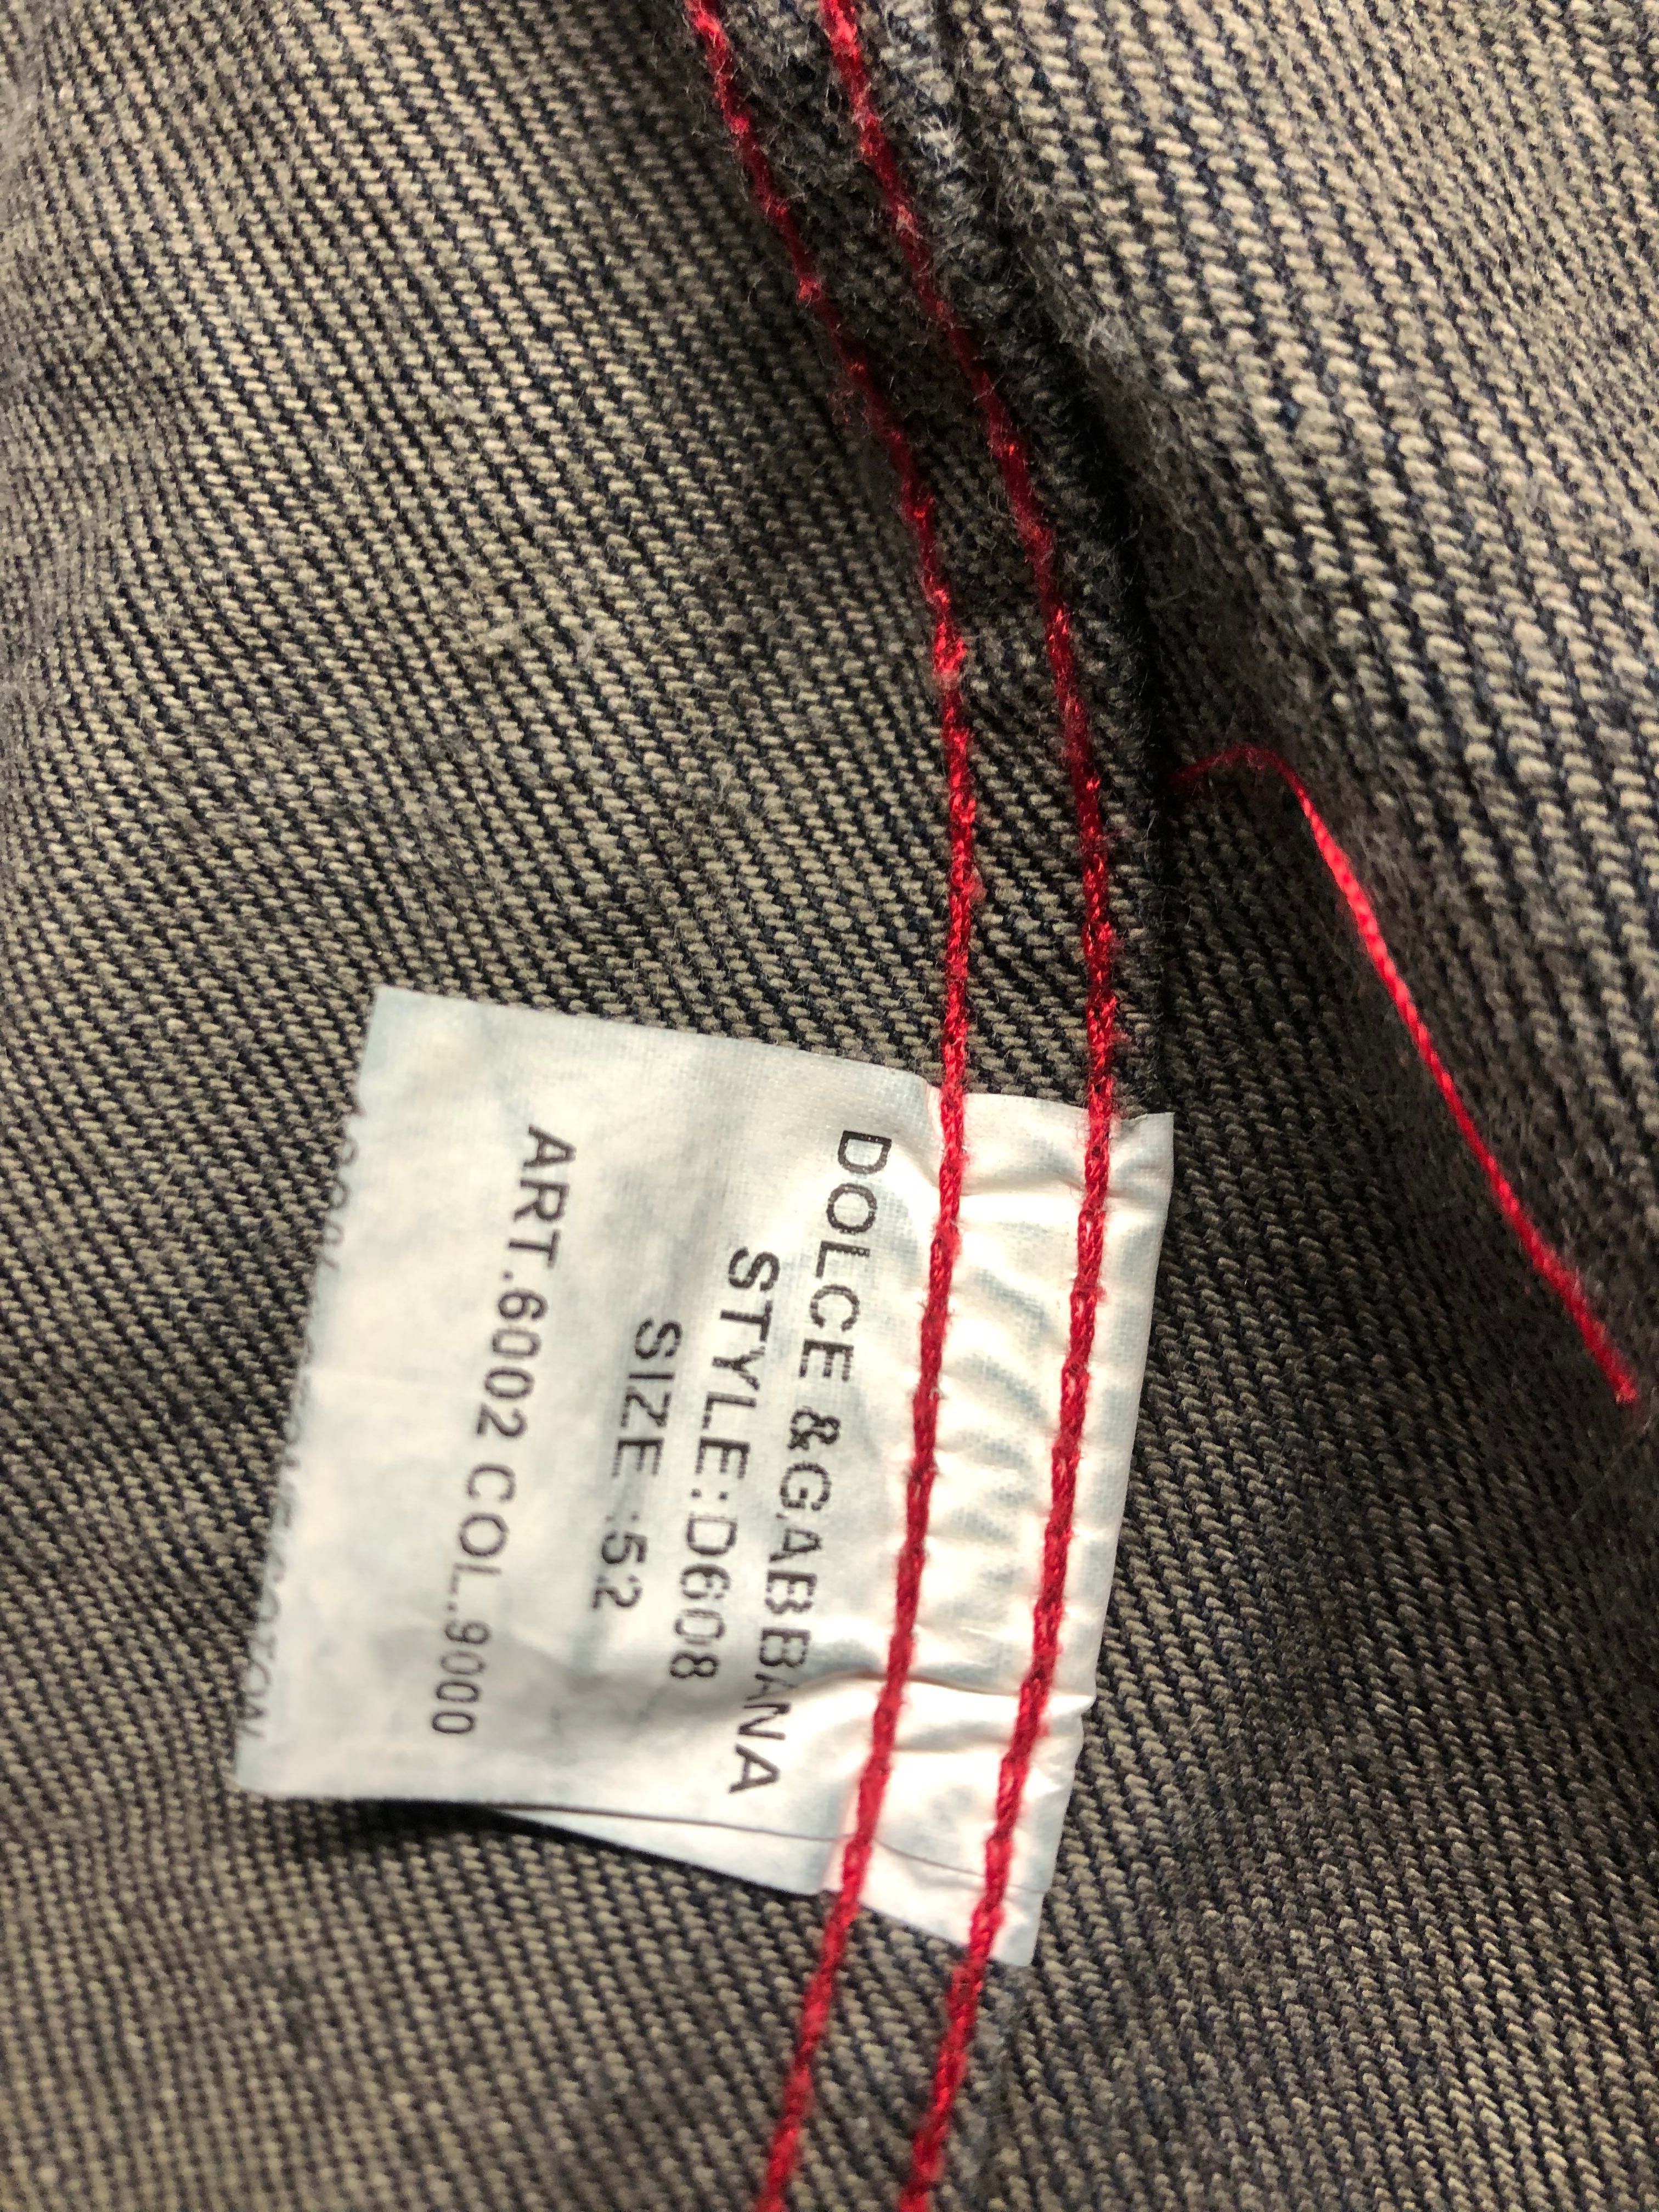 DOLCE &GABBANA
STYLE:D608
SIZE :52
ART.6002 COL.:9000